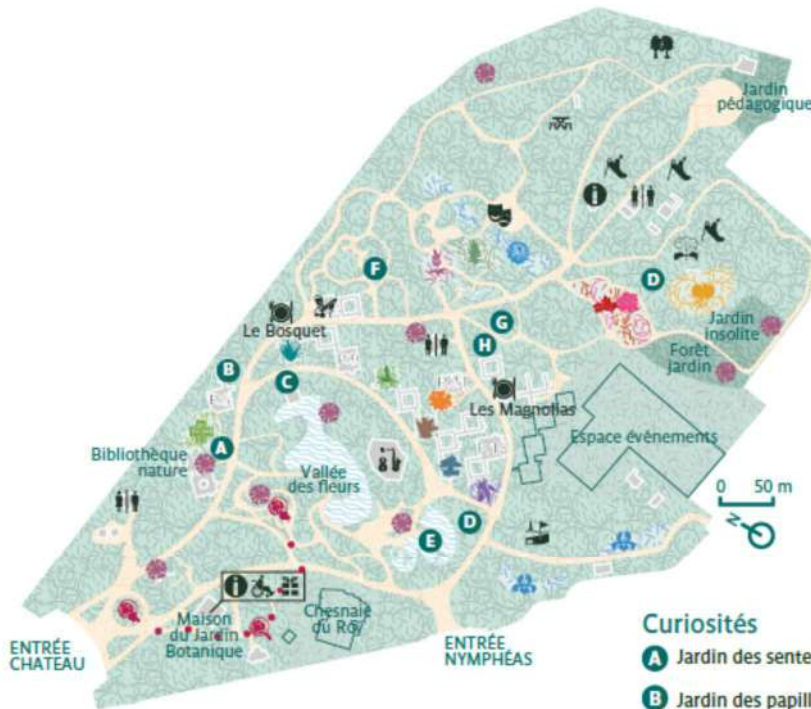 Jardin
pédagogique
F
D
Le Bosquet
G
H
Jardin
insolite
Forêt
jardin
B
C
Les Magnolias
Espace évènements
A
Bibliothèque
nature
Vallée
des fleurs
0 50 m
N
E
D
Maison
du Jardin
Botanique
Chesnaie
du Roi
ENTRÉE
CHATEAU
ENTRÉE
NYMPHÉAS
Curiosités
A Jardin des sente
B Jardin des papill